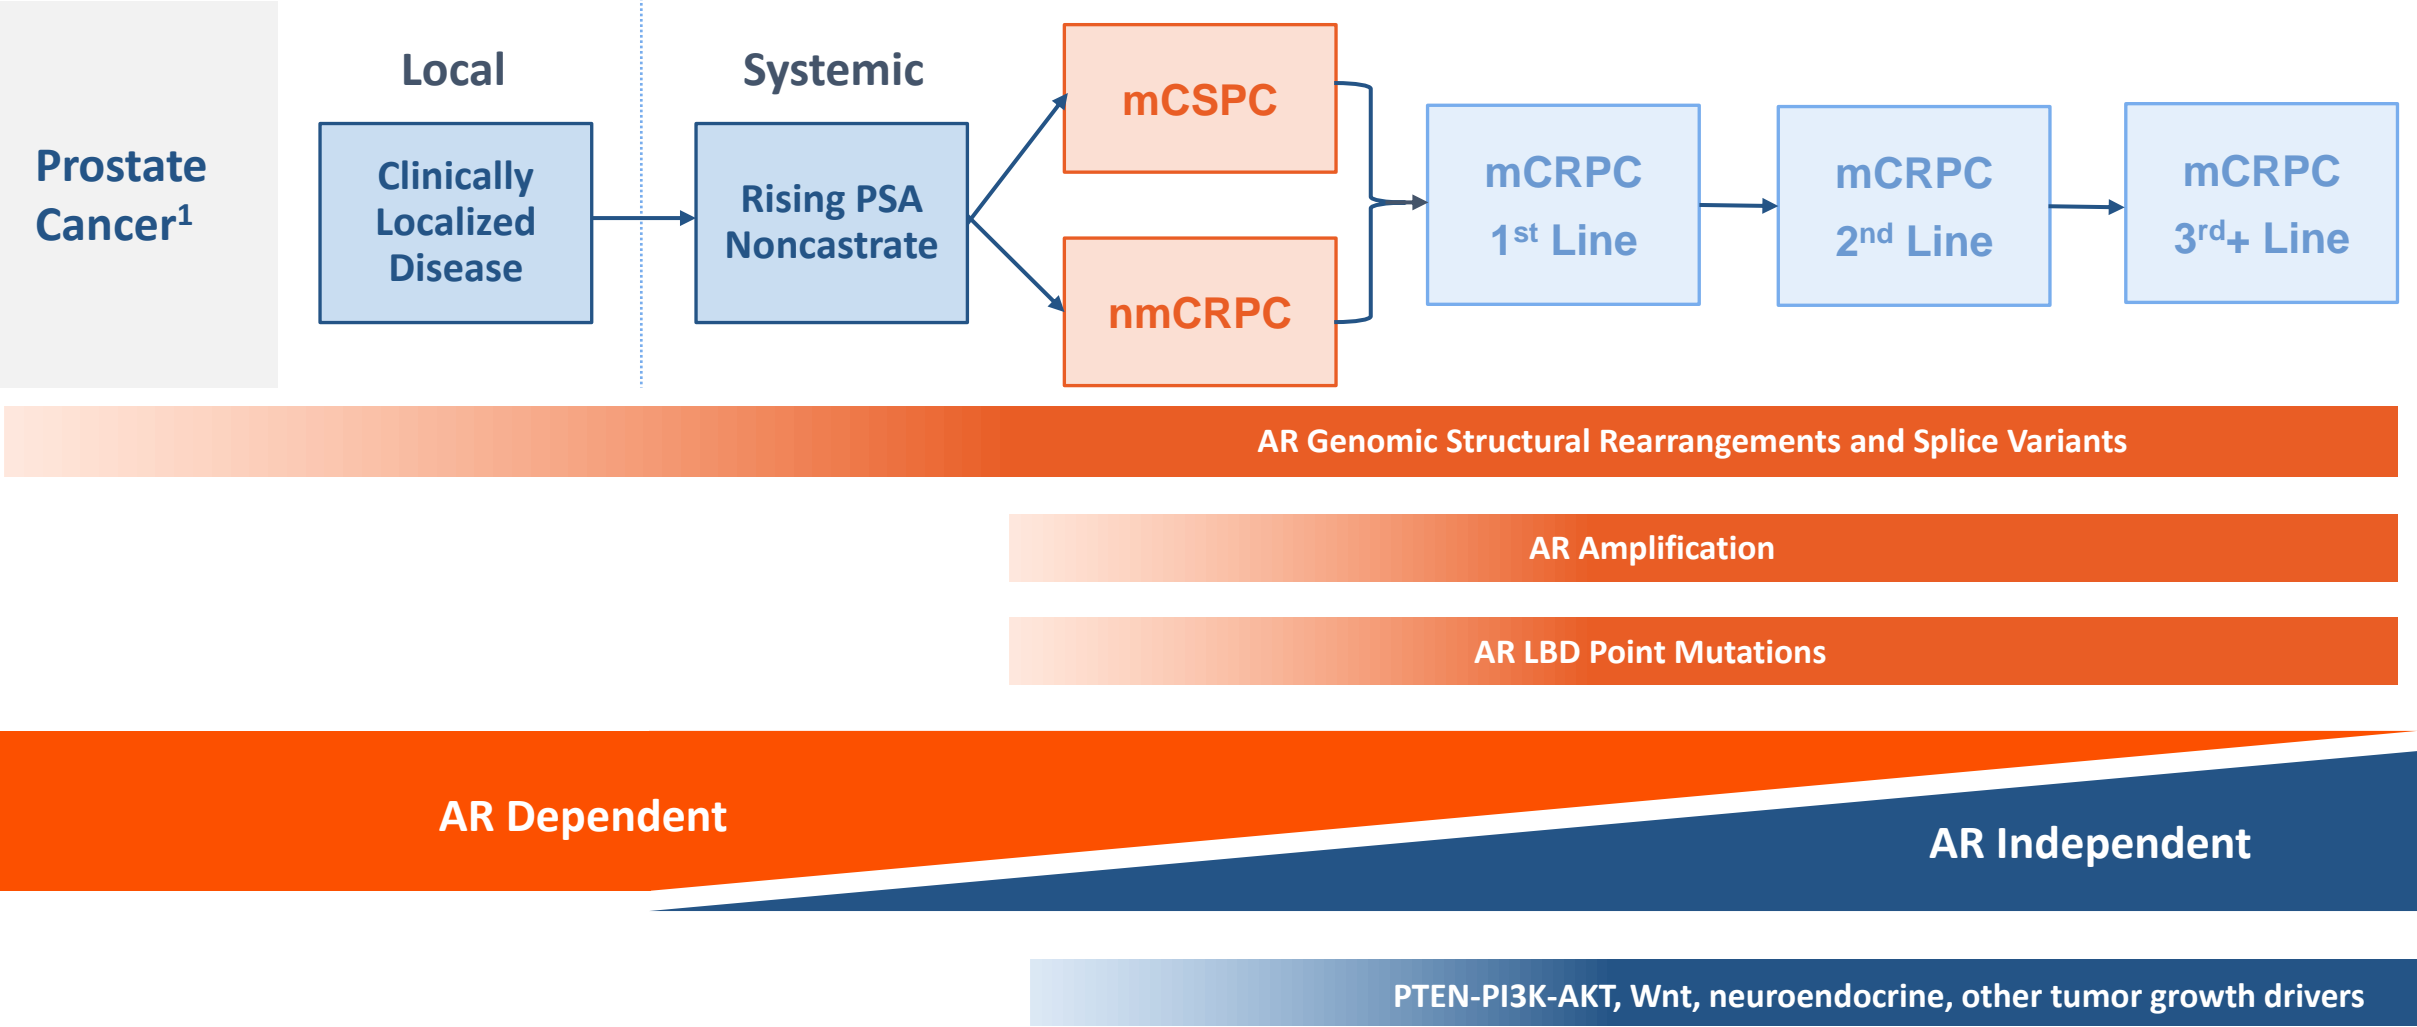 Prostate
Cancer1
Local
Systemic
Clinically
Localized
Disease
Rising PSA
Noncastrate
mCSPC
nmCRPC
mCRPC
1st Line
mCRPC
2nd Line
mCRPC
3rd+ Line
AR Genomic Structural Rearrangements and Splice Variants
AR Amplification
AR LBD Point Mutations
AR Dependent
AR Independent
PTEN-PI3K-AKT, Wnt, neuroendocrine, other tumor growth drivers